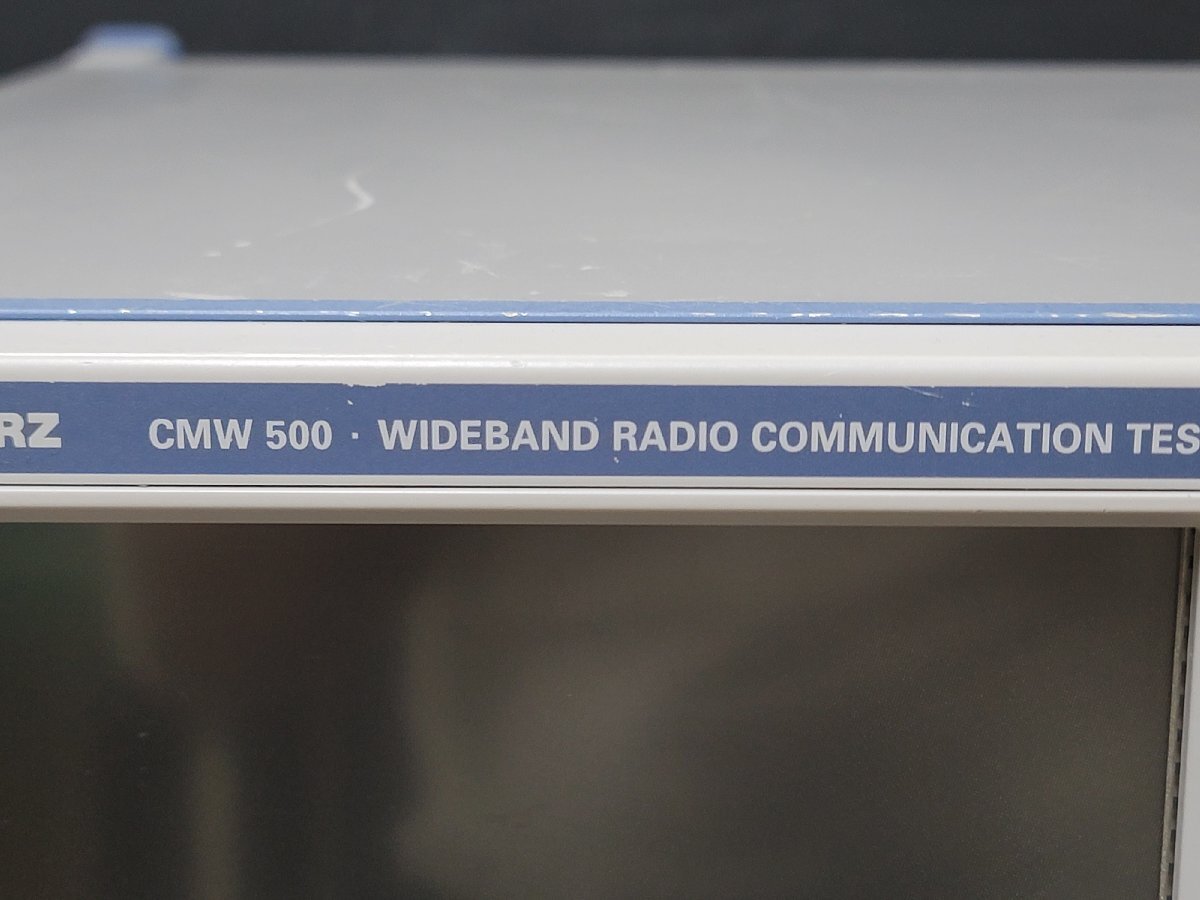 RZ CMW 500 · WIDEBAND RADIO COMMUNICATION TES